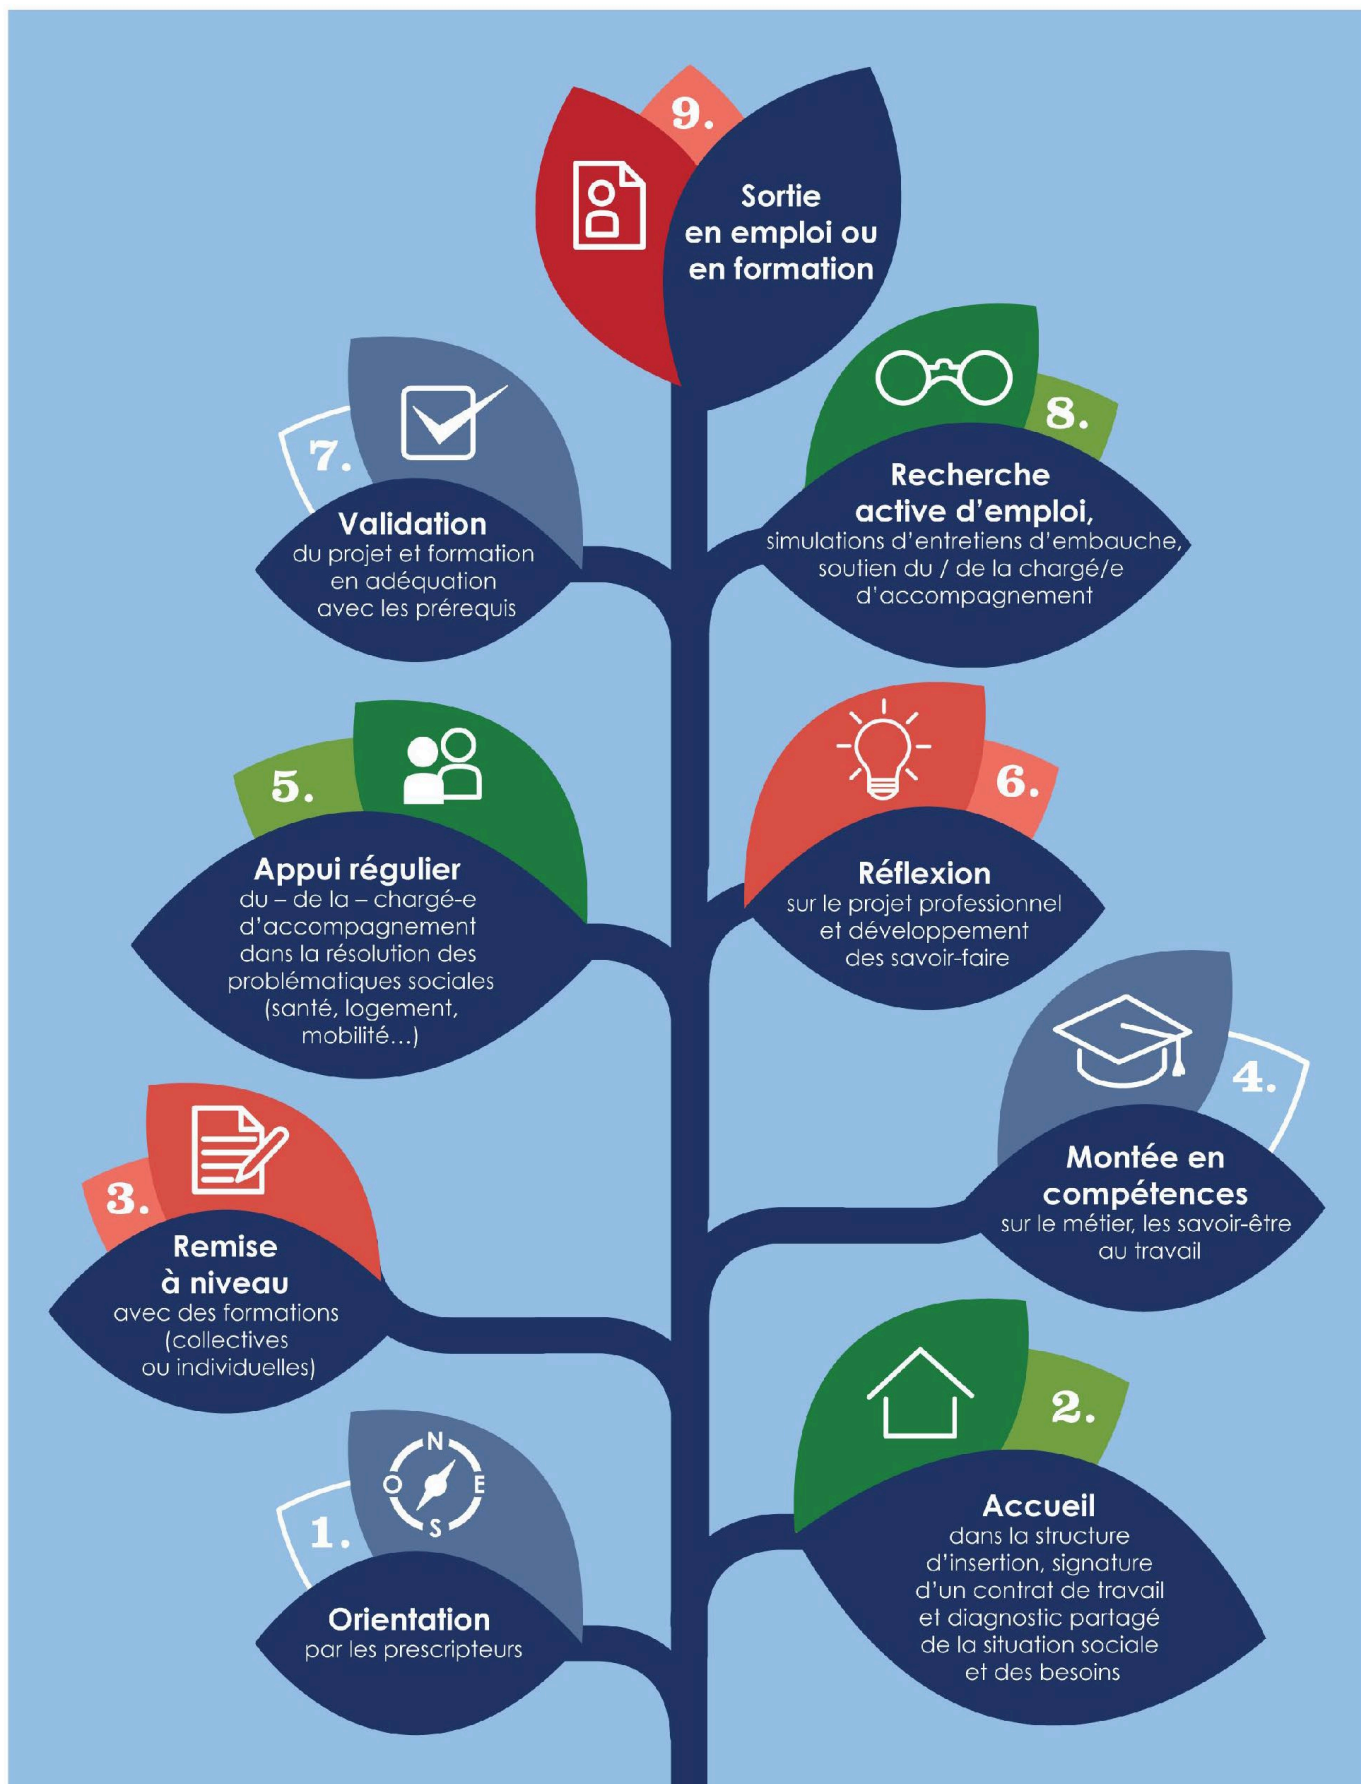 9.
Sortie
en emploi ou
en formation
8.
Recherche
active d'emploi,
simulations d'entretiens d'embauche,
soutien du / de la chargé/e
d'accompagnement
7.
Validation
du projet et formation
en adéquation
avec les prérequis
6.
Réflexion
sur le projet professionnel
et développement
des savoir-faire
5.
Appui régulier
du – de la – chargé-e
d'accompagnement
dans la résolution des
problématiques sociales
(santé, logement,
mobilité...)
4.
Montée en
compétences
sur le métier, les savoir-être
au travail
3.
Remise
à niveau
avec des formations
(collectives
ou individuelles)
2.
Accueil
dans la structure
d'insertion, signature
d'un contrat de travail
et diagnostic partagé
de la situation sociale
et des besoins
1.
N
O E
S
Orientation
par les prescripteurs